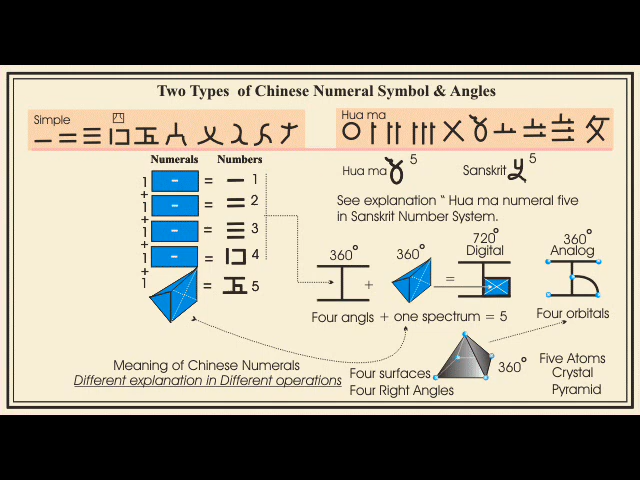 Two Types of Chinese Numeral Symbol & Angles
Simple
Hua ma
〇 〡 〢 〣 〤 〥 〦 〧 〨 〩
Numerals Numbers
1 - = 一 1
+
1 - = 二 2
+
1 - = 三 3
+
1 - = 4
+
1 = 五 5
Hua ma 〥 5
Sanskrit 5
See explanation " Hua ma numeral five
in Sanskrit Number System.
360° + 360° = 720°
Digital
360°
Analog
Four angls + one spectrum = 5
Four orbitals
Meaning of Chinese Numerals
Different explanation in Different operations
Four surfaces
Four Right Angles
360°
Five Atoms
Crystal
Pyramid